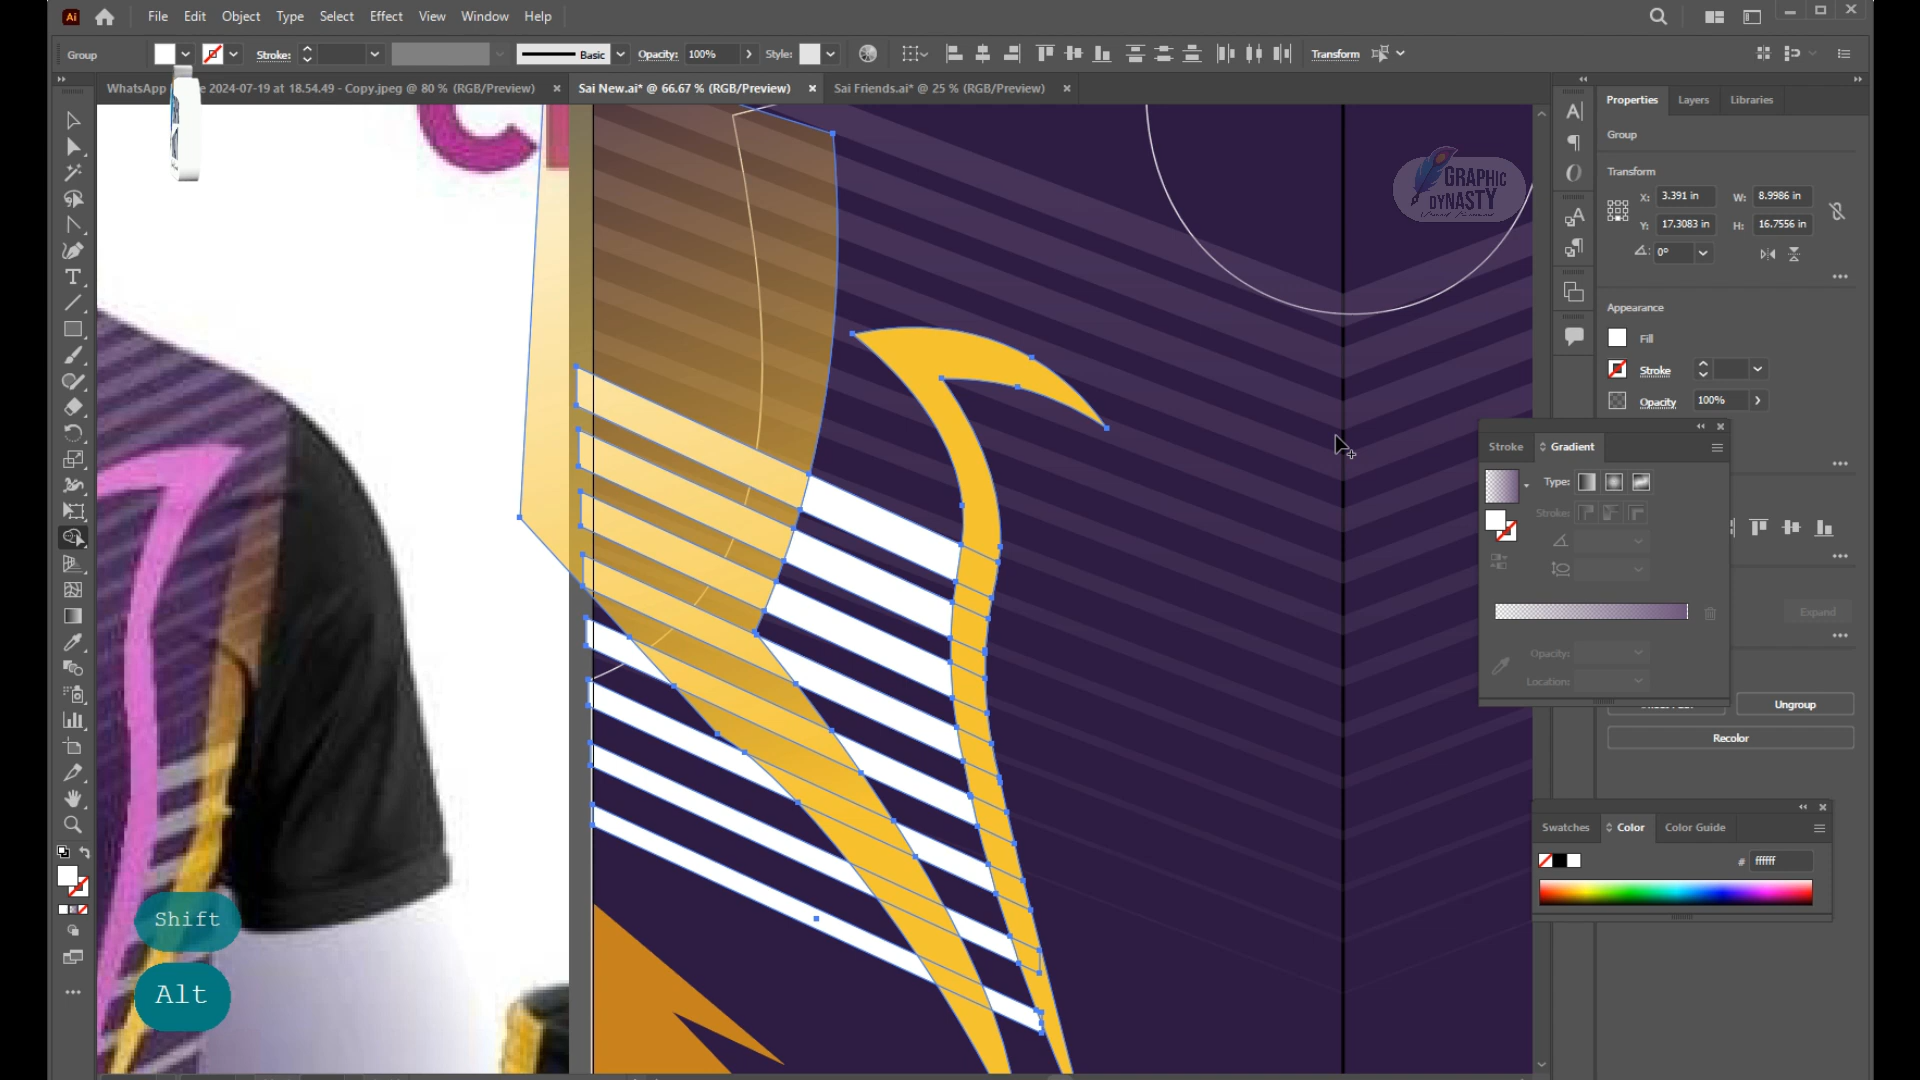 Ai File Edit Object Type Select Effect View Window Help
Group Stroke: Basic Opacity: 100% Style: Transform
WhatsApp 2024-07-19 at 18.54.49 - Copy.jpeg @ 80 % (RGB/Preview) × Sai New.ai* @ 66.67 % (RGB/Preview) × Sai Friends.ai* @ 25 % (RGB/Preview) ×
Properties Layers Libraries
Group
Transform
X: 3.391 in W: 8.9986 in
Y: 17.3083 in H: 16.7556 in
0°
GRAPHIC
DYNASTY
Appearance
Fill
Stroke
Opacity 100%
Stroke Gradient
Type:
Stroke:
Expand
Opacity:
Location:
Ungroup
Recolor
Swatches Color Color Guide
# ffffff
Shift
Alt